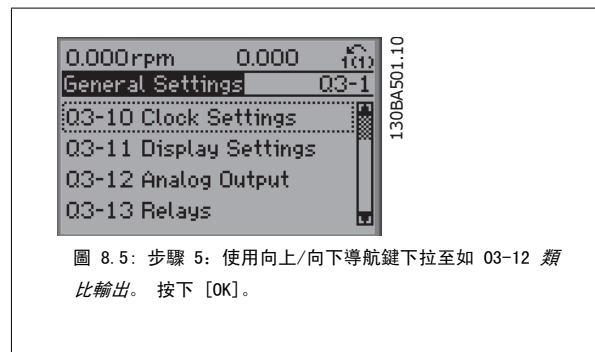 0.000rpm 0.000 1(1)
General Settings Q3-1
Q3-10 Clock Settings
Q3-11 Display Settings
Q3-12 Analog Output
Q3-13 Relays
130BA501.10
圖 8.5: 步驟 5: 使用向上/向下導航鍵下拉至如 03-12 類
比輸出。 按下 [OK]。